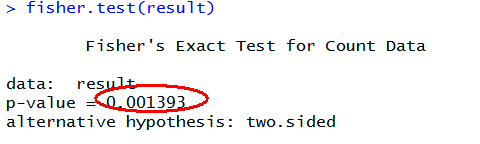 > fisher.test(result)
Fisher's Exact Test for Count Data
data:  result
p-value = 0.001393
alternative hypothesis: two.sided